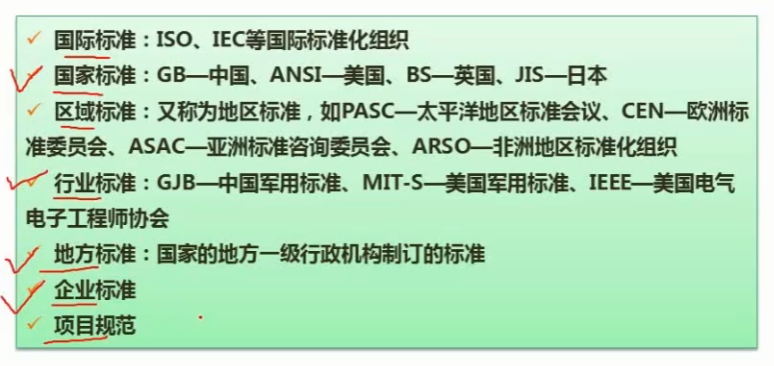 国际标准：ISO、IEC等国际标准化组织
国家标准：GB—中国、ANSI—美国、BS—英国、JIS—日本
区域标准：又称为地区标准，如PASC—太平洋地区标准会议、CEN—欧洲标
准委员会、ASAC—亚洲标准咨询委员会、ARSO—非洲地区标准化组织
行业标准：GJB—中国军用标准、MIT-S—美国军用标准、IEEE—美国电气
电子工程师协会
地方标准：国家的地方一级行政机构制订的标准
企业标准
项目规范